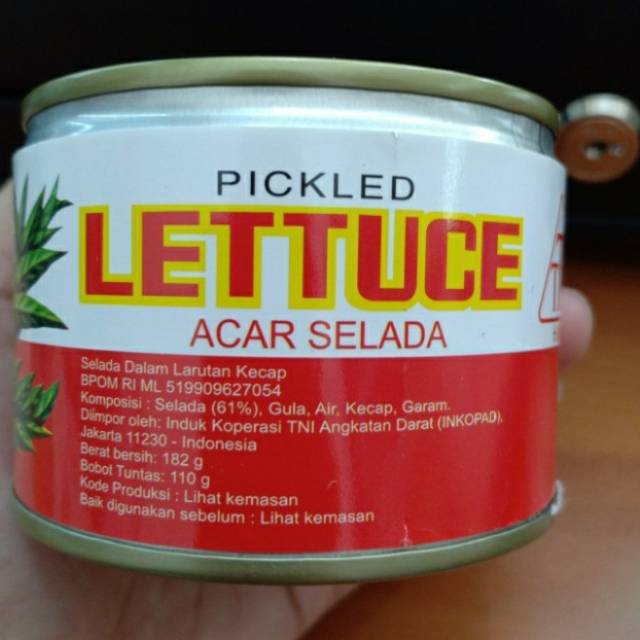 PICKLED
LETTUCE
ACAR SELADA
Selada Dalam Larutan Kecap
BPOM RI ML 519909627054
Komposisi : Selada (61%), Gula, Air, Kecap, Garam.
Diimpor oleh: Induk Koperasi TNI Angkatan Darat (INKOPAD),
Jakarta 11230 - Indonesia
Berat bersih: 182 g
Bobot Tuntas: 110 g
Kode Produksi : Lihat kemasan
Baik digunakan sebelum : Lihat kemasan